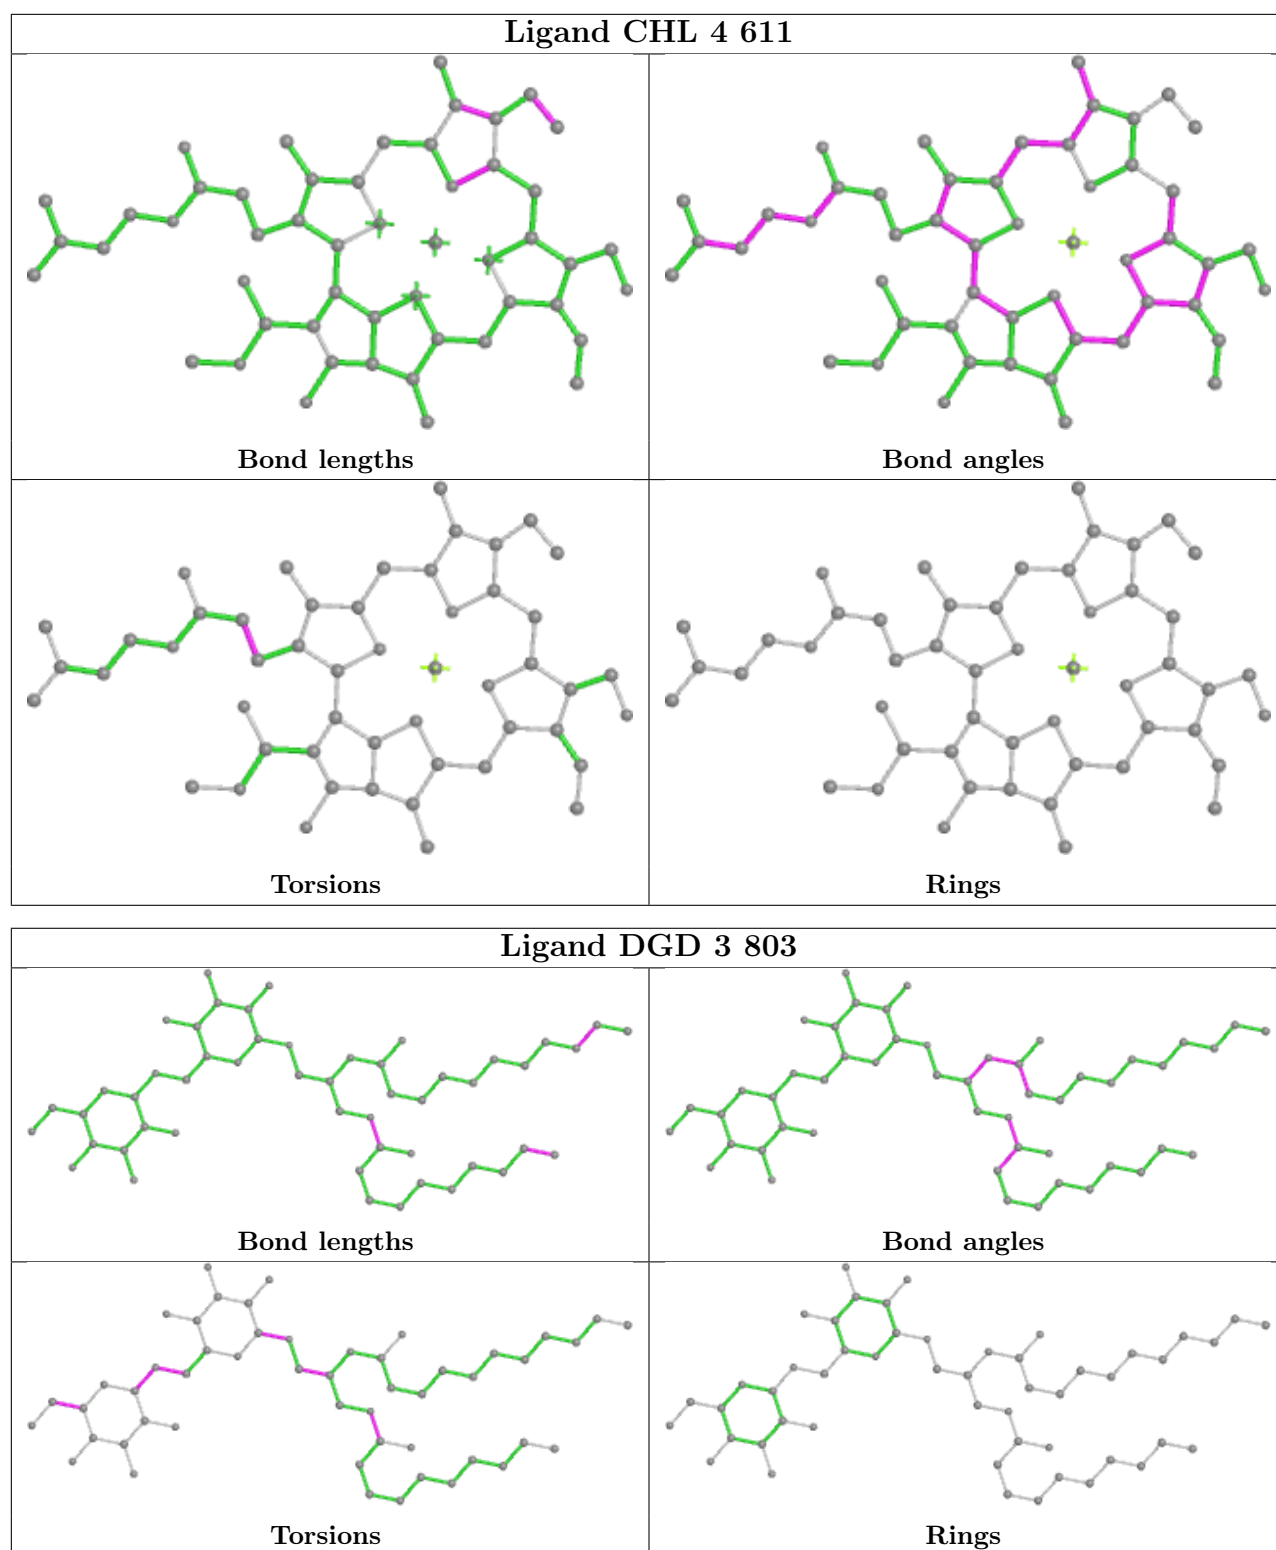 Ligand CHL 4 611
Bond lengths
Bond angles
Torsions
Rings
Ligand DGD 3 803
Bond lengths
Bond angles
Torsions
Rings